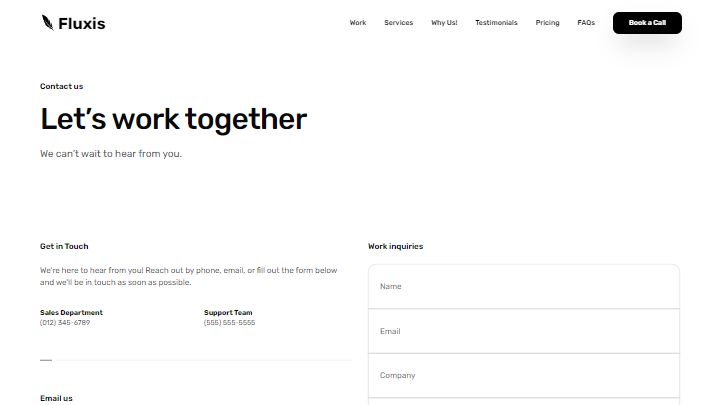 Fluxis
Work Services Why Us! Testimonials Pricing FAQs Book a Call
Contact us
Let's work together
We can't wait to hear from you.
Get in Touch
We're here to hear from you! Reach out by phone, email, or fill out the form below
and we'll be in touch as soon as possible.
Sales Department
(012) 345-6789
Support Team
(555) 555-5555
Email us
Work inquiries
Name
Email
Company